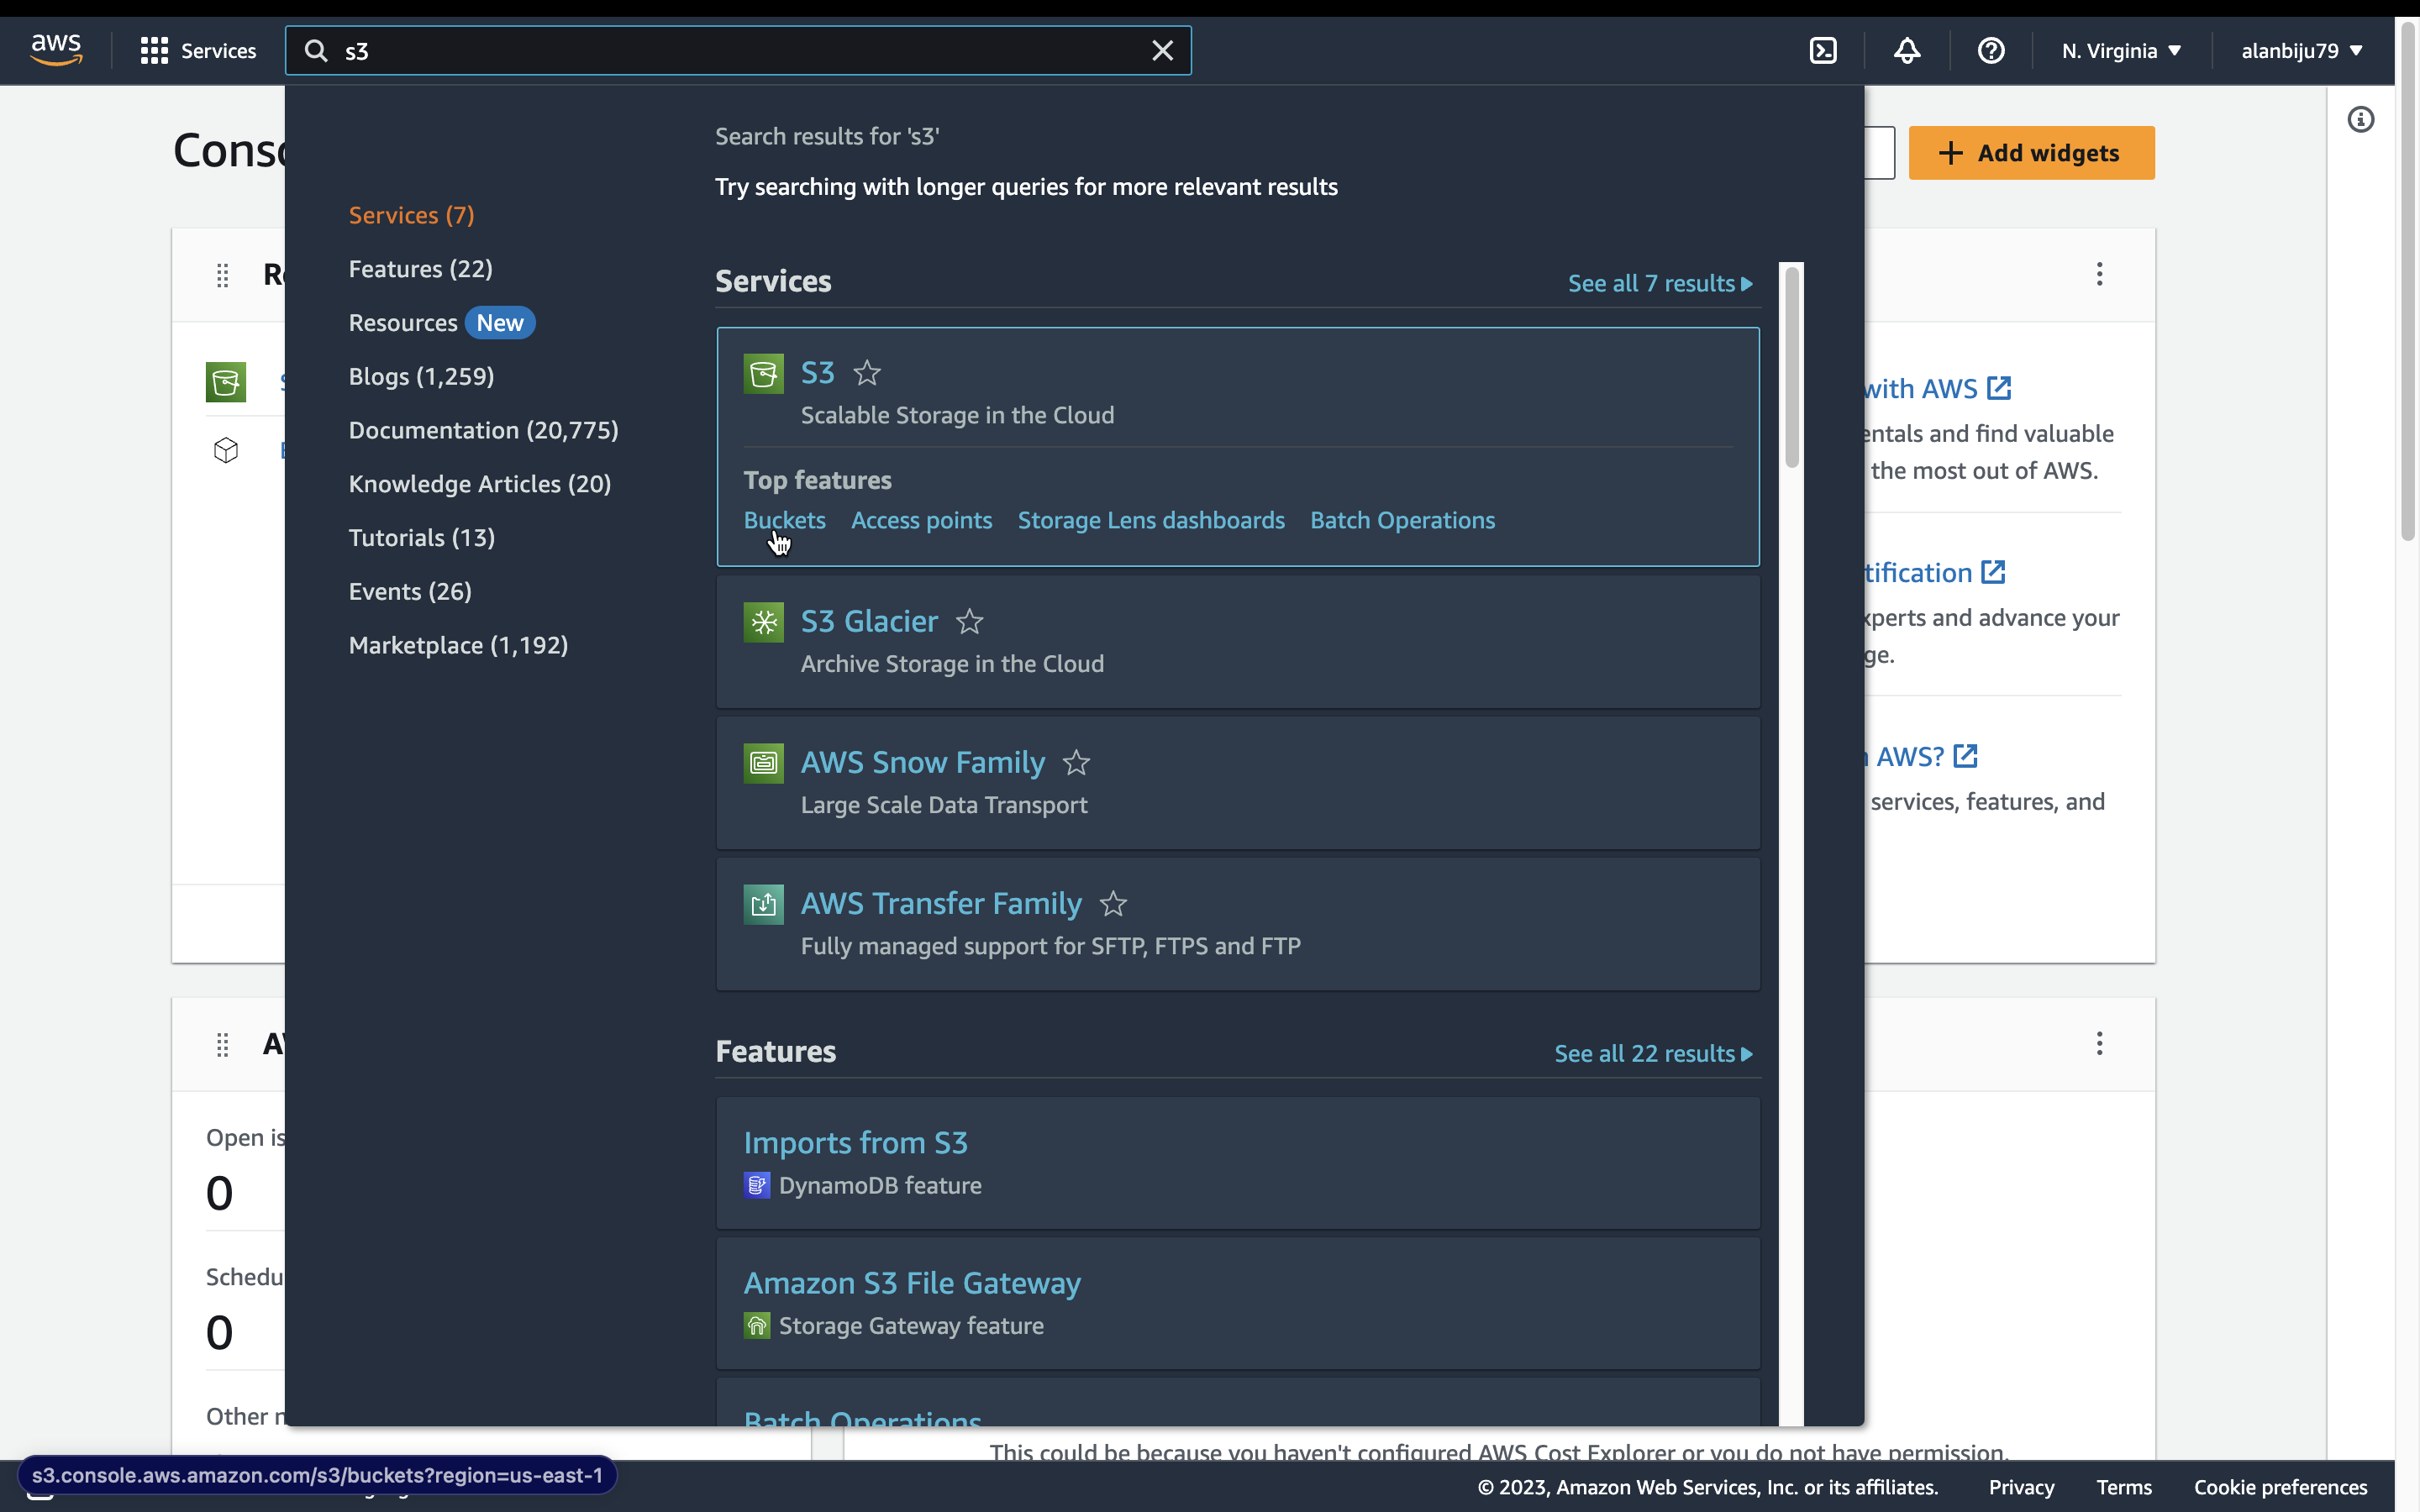 aws
Services
s3
N. Virginia
alanbiju79
Add widgets
Search results for 's3'
Try searching with longer queries for more relevant results
Services (7)
Features (22)
Resources New
Blogs (1,259)
Documentation (20,775)
Knowledge Articles (20)
Tutorials (13)
Events (26)
Marketplace (1,192)
Services
See all 7 results
S3
Scalable Storage in the Cloud
Top features
Buckets Access points Storage Lens dashboards Batch Operations
S3 Glacier
Archive Storage in the Cloud
AWS Snow Family
Large Scale Data Transport
AWS Transfer Family
Fully managed support for SFTP, FTPS and FTP
Features
See all 22 results
Imports from S3
DynamoDB feature
Amazon S3 File Gateway
Storage Gateway feature
Batch Operations
with AWS
and find valuable
the most out of AWS.
and advance your
AWS?
services, features, and
Open
0
0
Other
This could be because you haven't configured AWS Cost Explorer or you do not have permission.
s3.console.aws.amazon.com/s3/buckets?region=us-east-1
© 2023, Amazon Web Services, Inc. or its affiliates.
Privacy
Terms
Cookie preferences